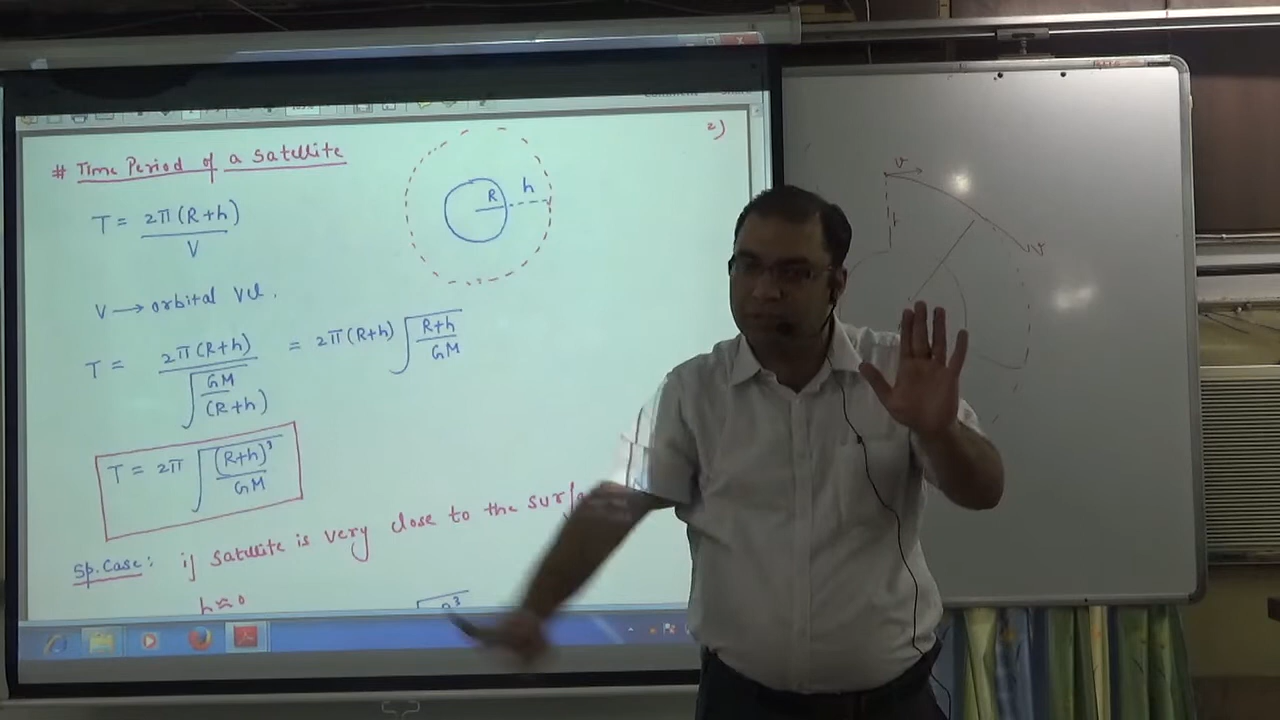 2)
# Time Period of a satellite
T = 2π(R+h) / V
R h
V → orbital vel.
T = 2π(R+h) / √(GM/(R+h)) = 2π(R+h) √((R+h)/GM)
T = 2π √((R+h)³/GM)
Sp. Case: if satellite is very close to the
h≈0
v
v